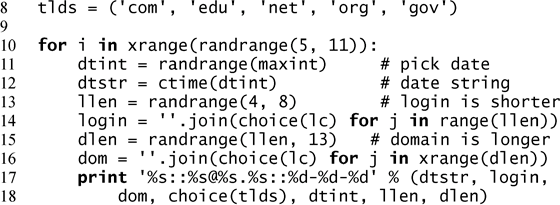 8 tlds = ('com', 'edu', 'net', 'org', 'gov')
9
10 for i in xrange(randrange(5, 11)):
11     dtint = randrange(maxint)      # pick date
12     dtstr = ctime(dtint)           # date string
13     llen = randrange(4, 8)         # login is shorter
14     login = ''.join(choice(lc) for j in range(llen))
15     dlen = randrange(llen, 13)   # domain is longer
16     dom = ''.join(choice(lc) for j in xrange(dlen))
17     print '%s::%s@%s.%s::%d-%d-%d' % (dtstr, login,
18         dom, choice(tlds), dtint, llen, dlen)